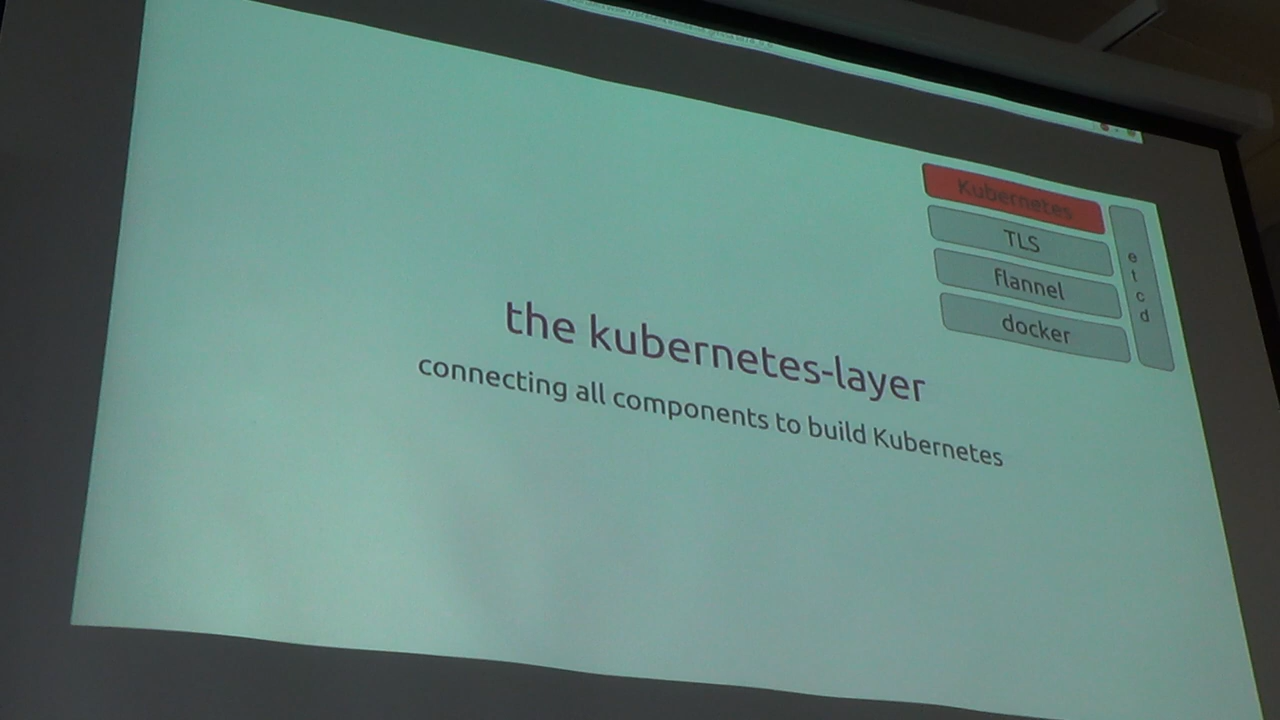 Kubernetes
TLS
flannel
docker
etcd
the kubernetes-layer
connecting all components to build Kubernetes